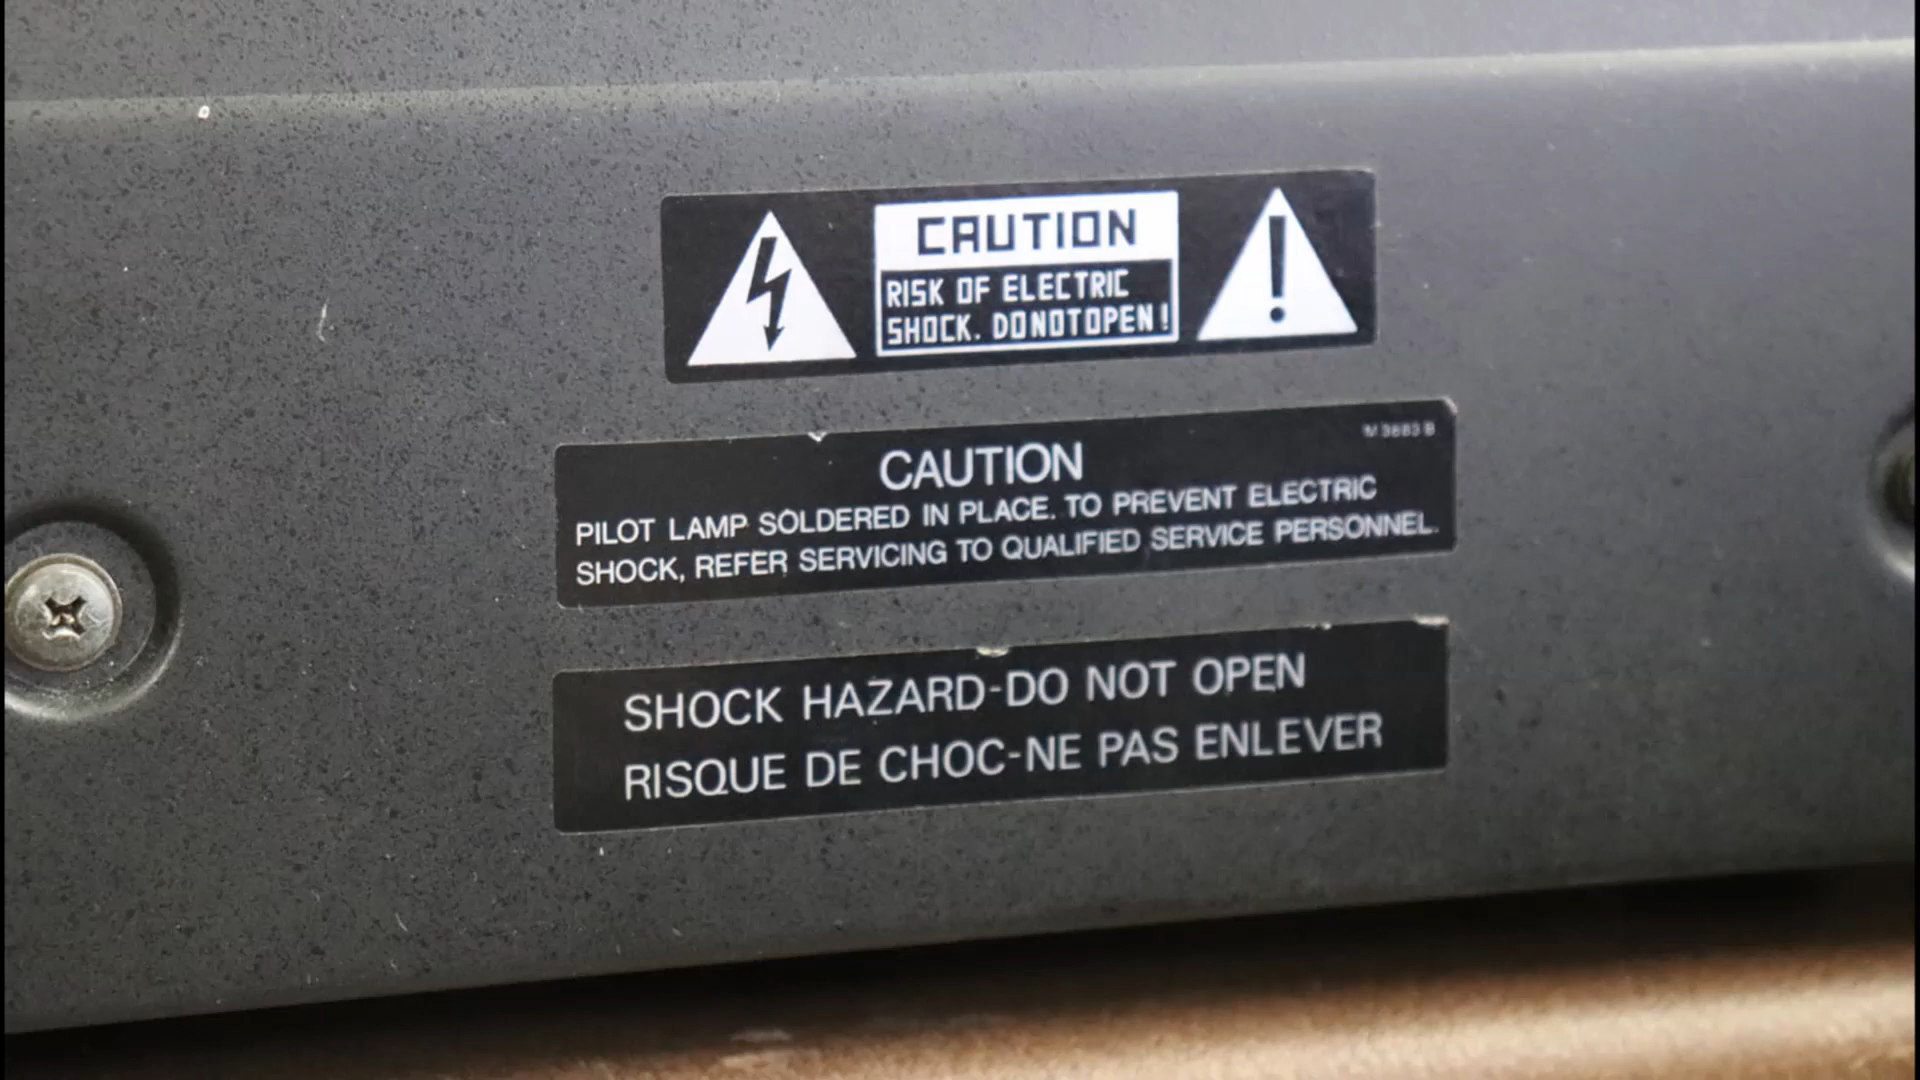 CAUTION
RISK OF ELECTRIC
SHOCK. DO NOT OPEN!
M 3883 B
CAUTION
PILOT LAMP SOLDERED IN PLACE. TO PREVENT ELECTRIC
SHOCK, REFER SERVICING TO QUALIFIED SERVICE PERSONNEL.
SHOCK HAZARD-DO NOT OPEN
RISQUE DE CHOC-NE PAS ENLEVER